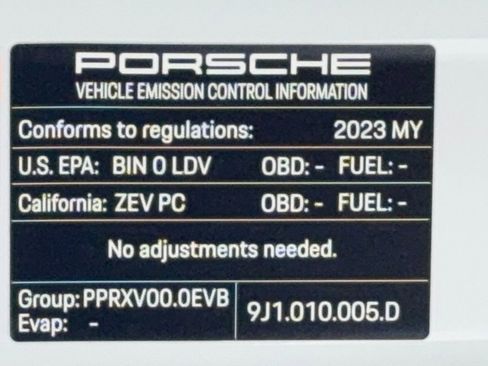 PORSCHE
VEHICLE EMISSION CONTROL INFORMATION
Conforms to regulations: 2023 MY
U.S. EPA: BIN 0 LDV OBD: - FUEL: -
California: ZEV PC OBD: - FUEL: -
No adjustments needed.
Group: PPRXV00.0EVB
Evap: -
9J1.010.005.D